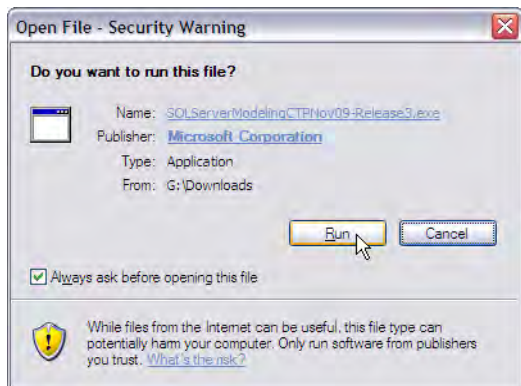 Open File - Security Warning
Do you want to run this file?
Name: SQLServerModelingCTPNov09-Release3.exe
Publisher: Microsoft Corporation
Type: Application
From: G:\Downloads
Run
Cancel
Always ask before opening this file
While files from the Internet can be useful, this file type can
potentially harm your computer. Only run software from publishers
you trust. What's the risk?